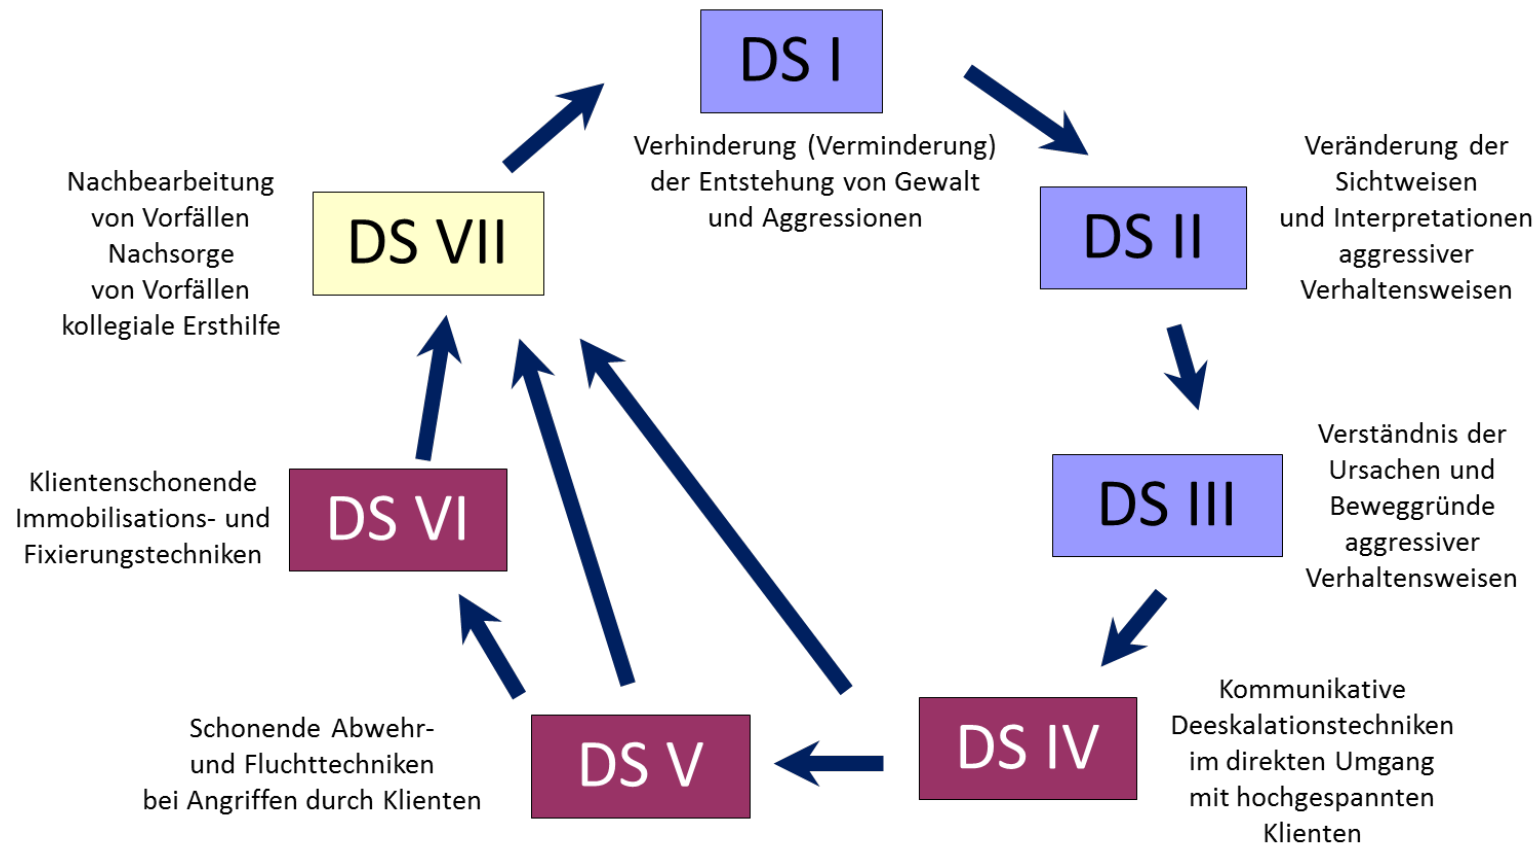 DS I
Verhinderung (Verminderung)
der Entstehung von Gewalt
und Aggressionen
DS II
Veränderung der
Sichtweisen
und Interpretationen
aggressiver
Verhaltensweisen
DS III
Verständnis der
Ursachen und
Beweggründe
aggressiver
Verhaltensweisen
DS IV
Kommunikative
Deeskalationstechniken
im direkten Umgang
mit hochgespannten
Klienten
DS V
Schonende Abwehr-
und Fluchttechniken
bei Angriffen durch Klienten
DS VI
Klientenschonende
Immobilisations- und
Fixierungstechniken
DS VII
Nachbearbeitung
von Vorfällen
Nachsorge
von Vorfällen
kollegiale Ersthilfe